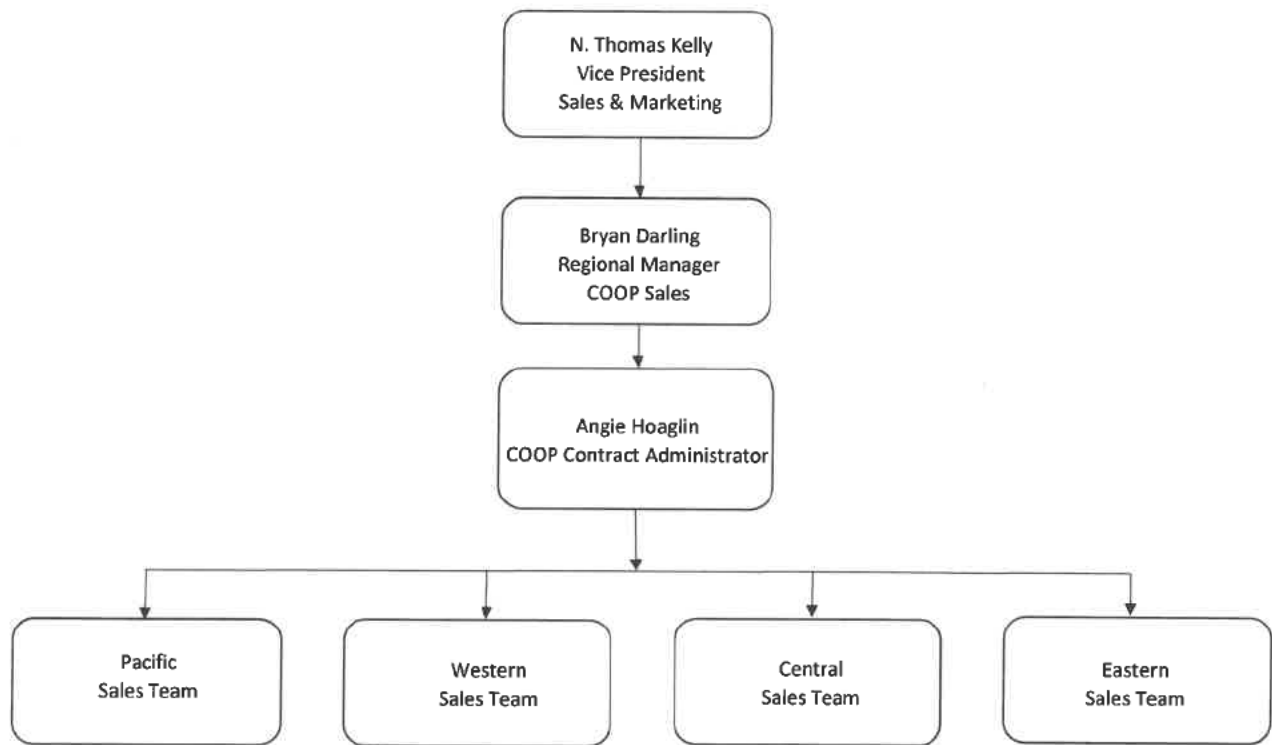 N. Thomas Kelly
Vice President
Sales & Marketing
Bryan Darling
Regional Manager
COOP Sales
Angie Hoaglin
COOP Contract Administrator
Pacific
Sales Team
Western
Sales Team
Central
Sales Team
Eastern
Sales Team